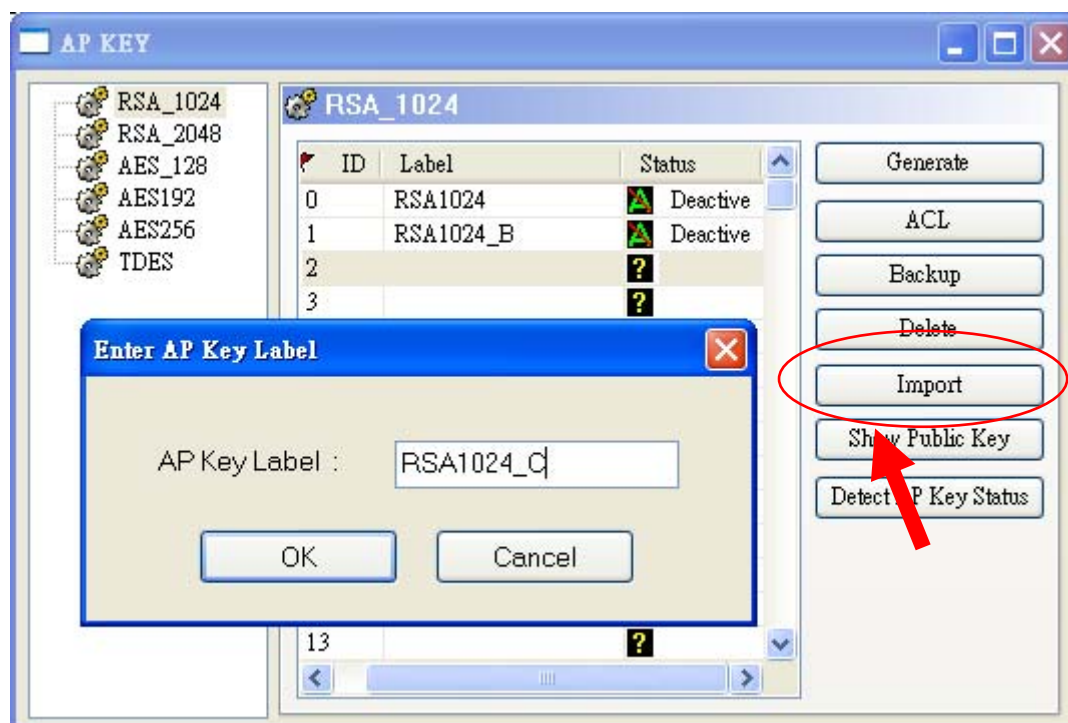 AP KEY
RSA_1024
RSA_2048
AES_128
AES192
AES256
TDES
RSA_1024
ID Label Status
0 RSA1024 Deactive
1 RSA1024_B Deactive
2 ?
3 ?
13 ?
Generate
ACL
Backup
Delete
Import
Show Public Key
Detect AP Key Status
Enter AP Key Label
AP Key Label : RSA1024_C
OK Cancel